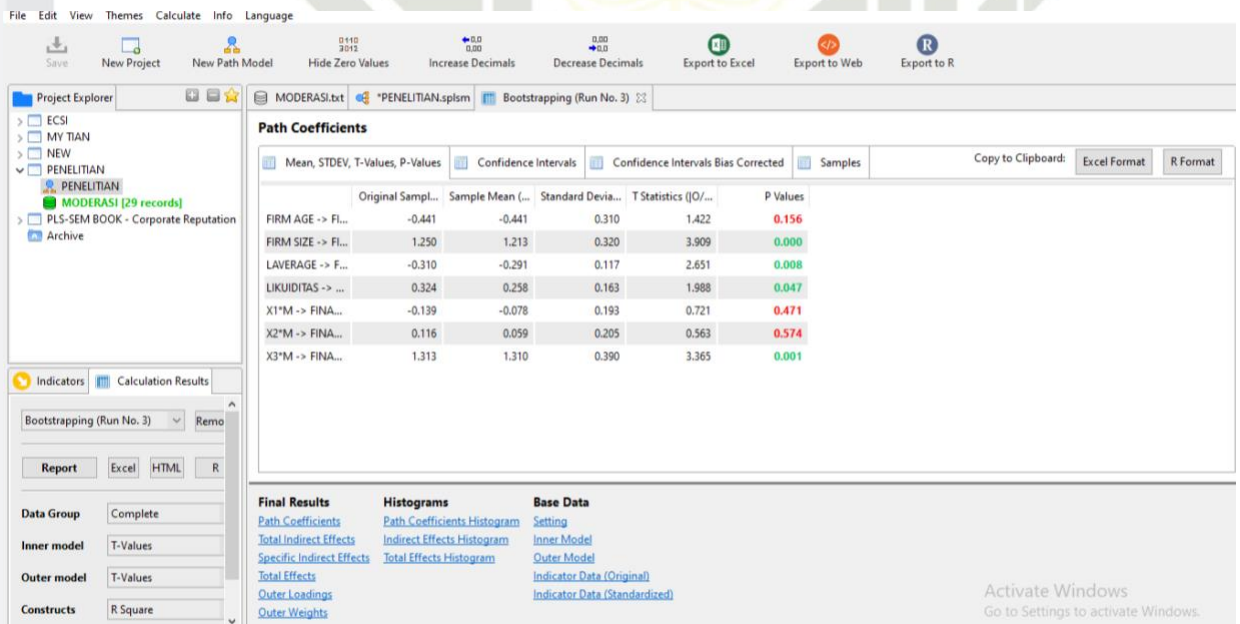 File Edit View Themes Calculate Info Language
Save New Project New Path Model Hide Zero Values Increase Decimals Decrease Decimals Export to Excel Export to Web Export to R
Project Explorer
ECSI
MY TIAN
NEW
PENELITIAN
PENELITIAN
MODERASI [29 records]
PLS-SEM BOOK - Corporate Reputation
Archive
MODERASI.txt *PENELITIAN.splsm Bootstrapping (Run No. 3)
Path Coefficients
Mean, STDEV, T-Values, P-Values Confidence Intervals Confidence Intervals Bias Corrected Samples Copy to Clipboard: Excel Format R Format
Original Sampl... Sample Mean (... Standard Devia... T Statistics (|O/... P Values
FIRM AGE -> FI... -0.441 -0.441 0.310 1.422 0.156
FIRM SIZE -> FI... 1.250 1.213 0.320 3.909 0.000
LAVERAGE -> F... -0.310 -0.291 0.117 2.651 0.008
LIKUIDITAS -> ... 0.324 0.258 0.163 1.988 0.047
X1*M -> FINA... -0.139 -0.078 0.193 0.721 0.471
X2*M -> FINA... 0.116 0.059 0.205 0.563 0.574
X3*M -> FINA... 1.313 1.310 0.390 3.365 0.001
Indicators Calculation Results
Bootstrapping (Run No. 3) Remo
Report Excel HTML R
Data Group Complete
Inner model T-Values
Outer model T-Values
Constructs R Square
Final Results Histograms Base Data
Path Coefficients Path Coefficients Histogram Setting
Total Indirect Effects Indirect Effects Histogram Inner Model
Specific Indirect Effects Total Effects Histogram Outer Model
Total Effects Indicator Data (Original)
Outer Loadings Indicator Data (Standardized)
Outer Weights
Activate Windows
Go to Settings to activate Windows.